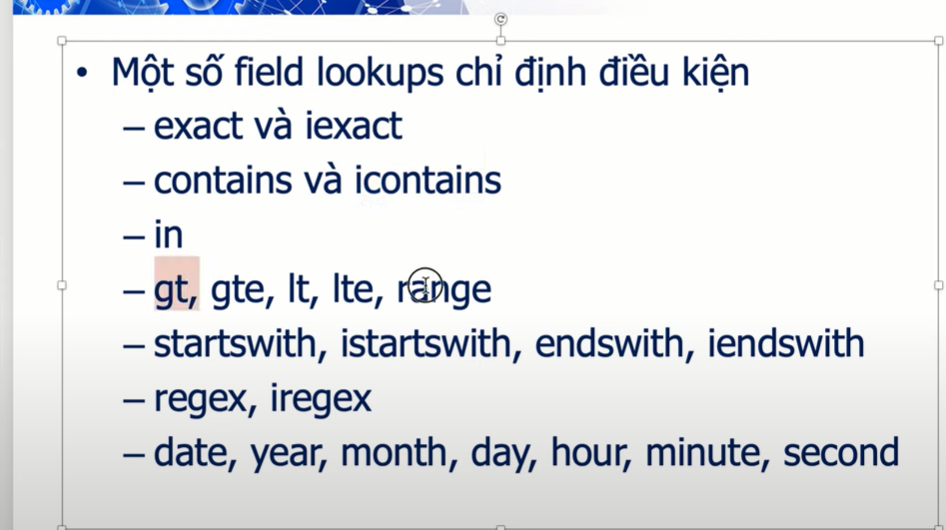 • Một số field lookups chỉ định điều kiện
– exact và iexact
– contains và icontains
– in
– gt, gte, lt, lte, range
– startswith, istartswith, endswith, iendswith
– regex, iregex
– date, year, month, day, hour, minute, second